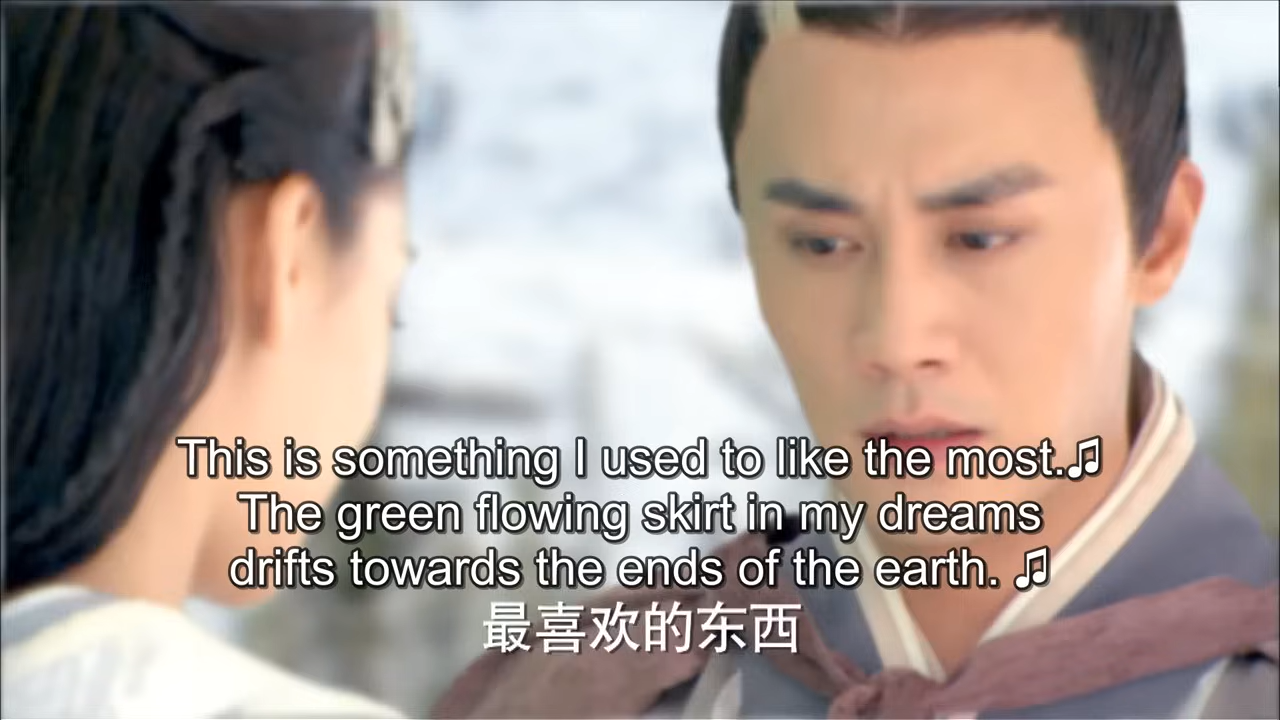 This is something I used to like the most.♫
The green flowing skirt in my dreams
drifts towards the ends of the earth. ♫
最喜欢的东西